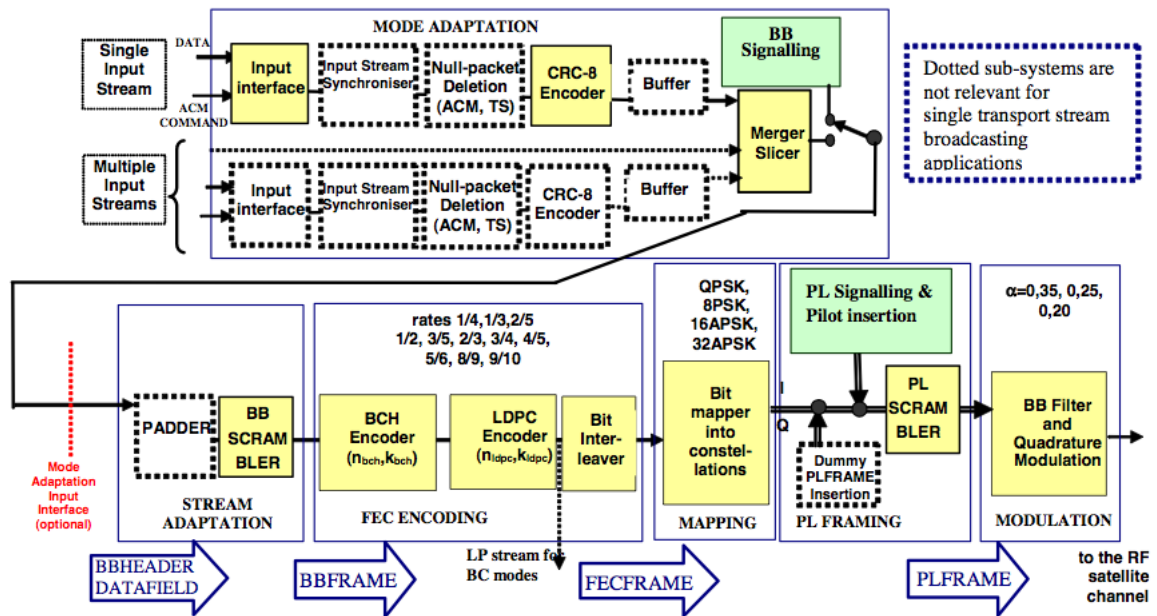 MODE ADAPTATION
BB
Signalling
Single
Input
Stream
DATA
ACM
COMMAND
Input
interface
Input Stream
Synchroniser
Null-packet
Deletion
(ACM, TS)
CRC-8
Encoder
Buffer
Merger
Slicer
Dotted sub-systems are
not relevant for
single transport stream
broadcasting
applications
Multiple
Input
Streams
Input
interface
Input Stream
Synchroniser
Null-packet
Deletion
(ACM, TS)
CRC-8
Encoder
Buffer
Mode
Adaptation
Input
Interface
(optional)
PADDER
BB
SCRAM
BLER
STREAM
ADAPTATION
rates 1/4,1/3,2/5
1/2, 3/5, 2/3, 3/4, 4/5,
5/6, 8/9, 9/10
BCH
Encoder
(nbch,kbch)
LDPC
Encoder
(nldpc,kldpc)
Bit
Inter-
leaver
FEC ENCODING
LP stream for
BC modes
QPSK,
8PSK,
16APSK,
32APSK
Bit
mapper
into
constel-
lations
MAPPING
I
Q
PL Signalling &
Pilot insertion
PL
SCRAM
BLER
Dummy
PLFRAME
Insertion
PL FRAMING
α=0,35, 0,25,
0,20
BB Filter
and
Quadrature
Modulation
MODULATION
BBHEADER
DATAFIELD
BBFRAME
FECFRAME
PLFRAME
to the RF
satellite
channel